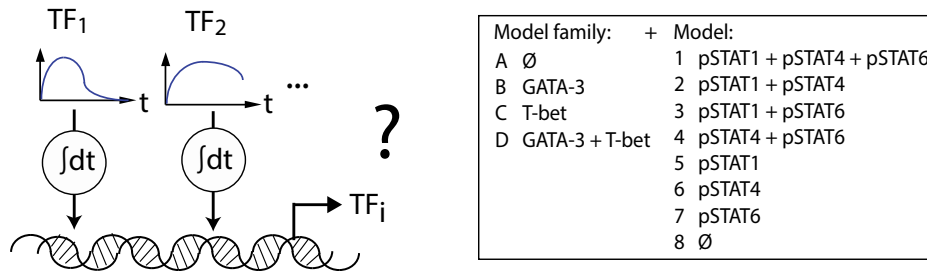 TF1 TF2
t t ...
∫dt ∫dt ?
TFi
Model family: + Model:
A Ø 1 pSTAT1 + pSTAT4 + pSTAT6
B GATA-3 2 pSTAT1 + pSTAT4
C T-bet 3 pSTAT1 + pSTAT6
D GATA-3 + T-bet 4 pSTAT4 + pSTAT6
5 pSTAT1
6 pSTAT4
7 pSTAT6
8 Ø